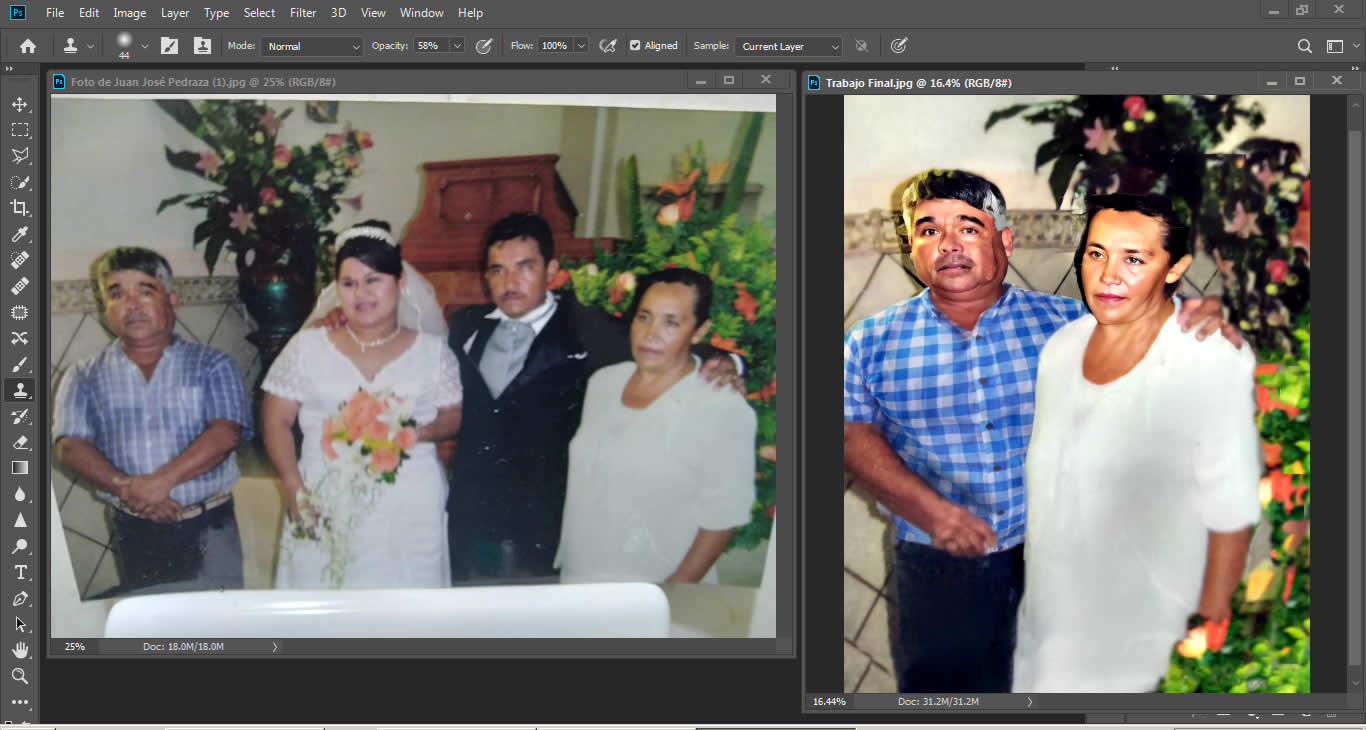 Ps File Edit Image Layer Type Select Filter 3D View Window Help
44 Mode: Normal Opacity: 58% Flow: 100% Aligned Sample: Current Layer
Ps Foto de Juan José Pedraza (1).jpg @ 25% (RGB/8#)
Ps Trabajo Final.jpg @ 16.4% (RGB/8#)
T
25% Doc: 18.0M/18.0M
16.44% Doc: 31.2M/31.2M